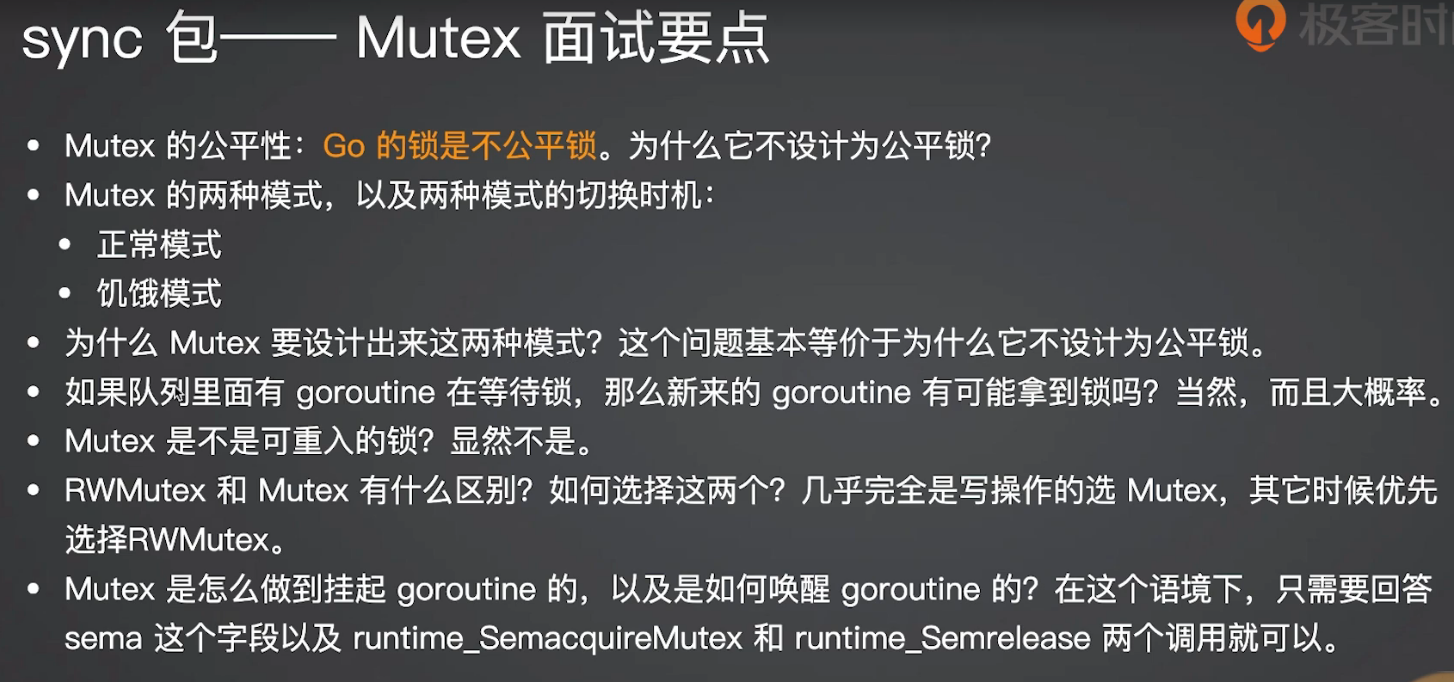 sync 包—— Mutex 面试要点
极客时
• Mutex 的公平性：Go 的锁是不公平锁。为什么它不设计为公平锁？
• Mutex 的两种模式，以及两种模式的切换时机：
• 正常模式
• 饥饿模式
• 为什么 Mutex 要设计出来这两种模式？这个问题基本等价于为什么它不设计为公平锁。
• 如果队列里面有 goroutine 在等待锁，那么新来的 goroutine 有可能拿到锁吗？当然，而且大概率。
• Mutex 是不是可重入的锁？显然不是。
• RWMutex 和 Mutex 有什么区别？如何选择这两个？几乎完全是写操作的选 Mutex，其它时候优先
选择RWMutex。
• Mutex 是怎么做到挂起 goroutine 的，以及是如何唤醒 goroutine 的？在这个语境下，只需要回答
sema 这个字段以及 runtime_SemacquireMutex 和 runtime_Semrelease 两个调用就可以。